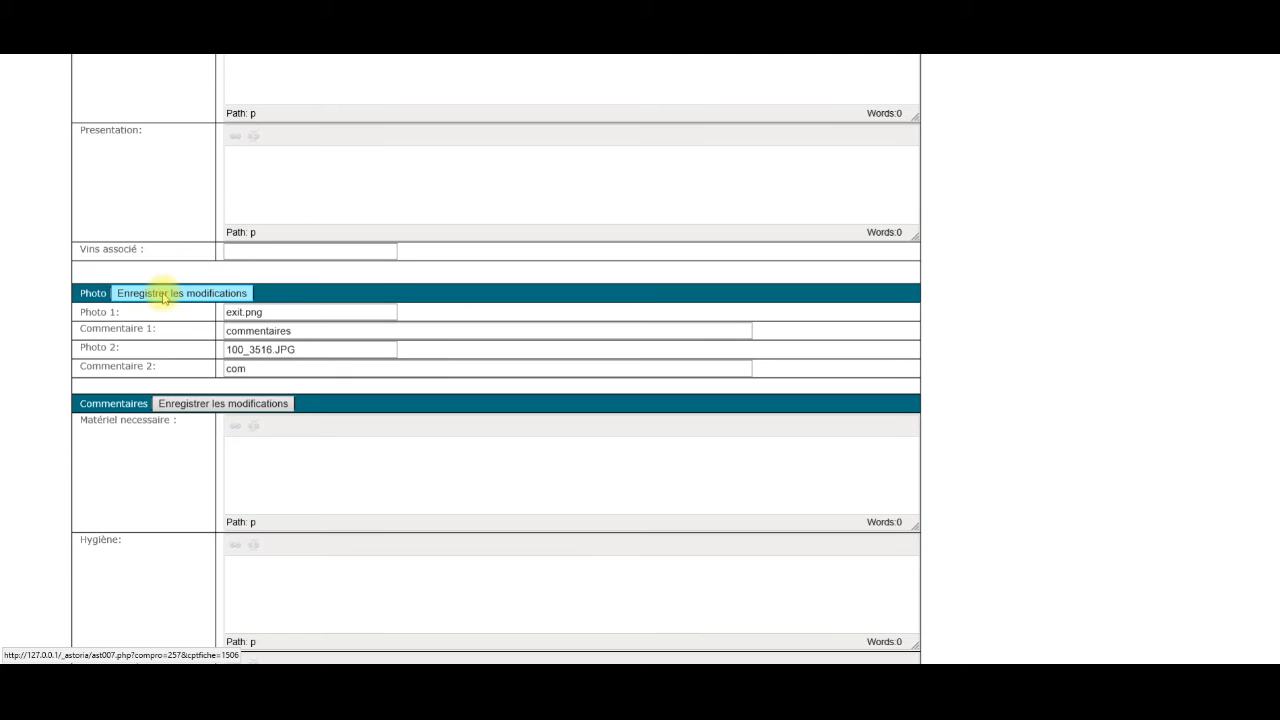 Path: p Words:0
Presentation:
Path: p Words:0
Vins associé :
Photo Enregistrer les modifications
Photo 1: exit.png
Commentaire 1: commentaires
Photo 2: 100_3516.JPG
Commentaire 2: com
Commentaires Enregistrer les modifications
Matériel necessaire :
Path: p Words:0
Hygiène:
Path: p Words:0
http://127.0.0.1/_astoria/ast007.php?compro=257&cptfiche=1506